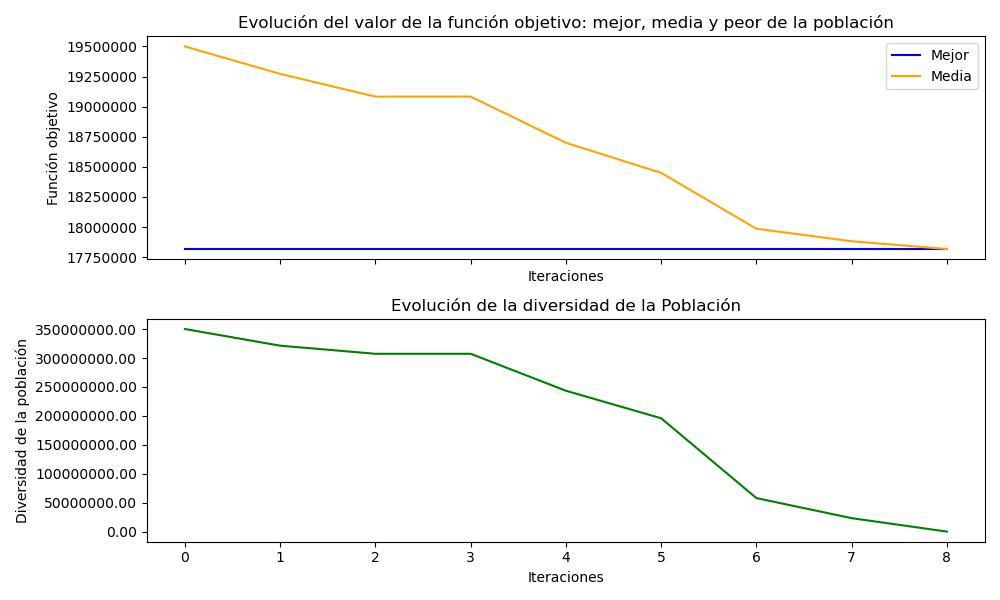 Evolución del valor de la función objetivo: mejor, media y peor de la población
19500000
19250000
19000000
18750000
18500000
18250000
18000000
17750000
Función objetivo
Mejor
Media
Iteraciones
Evolución de la diversidad de la Población
350000000.00
300000000.00
250000000.00
200000000.00
150000000.00
100000000.00
50000000.00
0.00
Diversidad de la población
0 1 2 3 4 5 6 7 8
Iteraciones